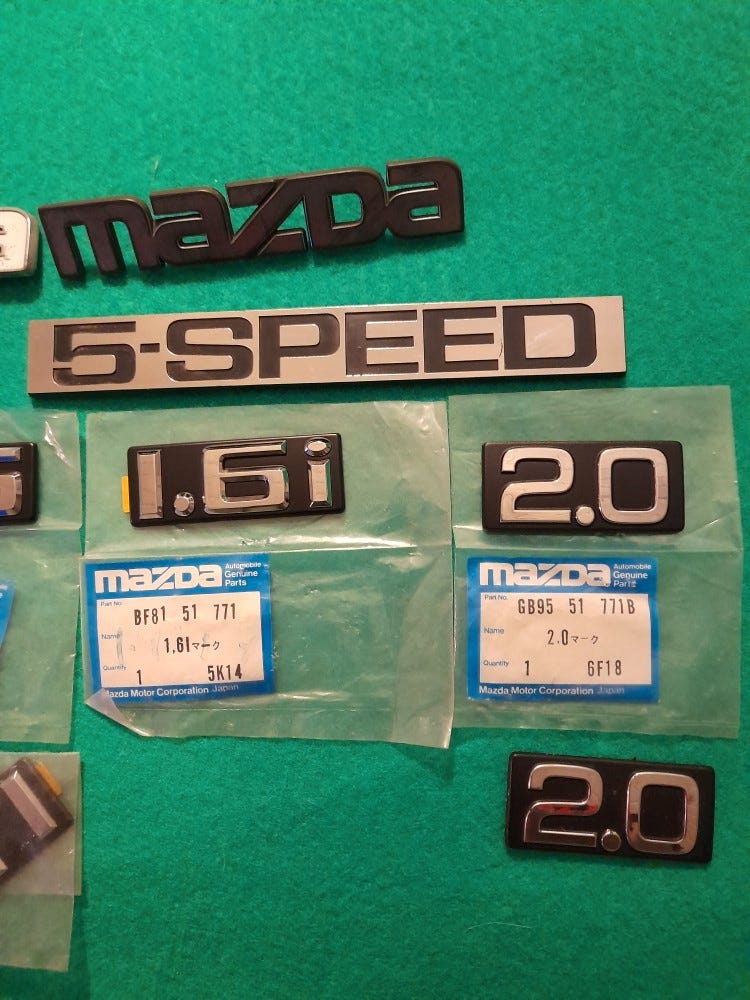 mazda
5-SPEED
1.6i
2.0
mazda Automobile Genuine Parts
Part No. BF81 51 771
Name 1,6Iマーク
Quantity 1 5K14
Mazda Motor Corporation Japan
mazda Automobile Genuine Parts
Part No. GB95 51 771B
Name 2.0マーク
Quantity 1 6F18
Mazda Motor Corporation Japan
2.0